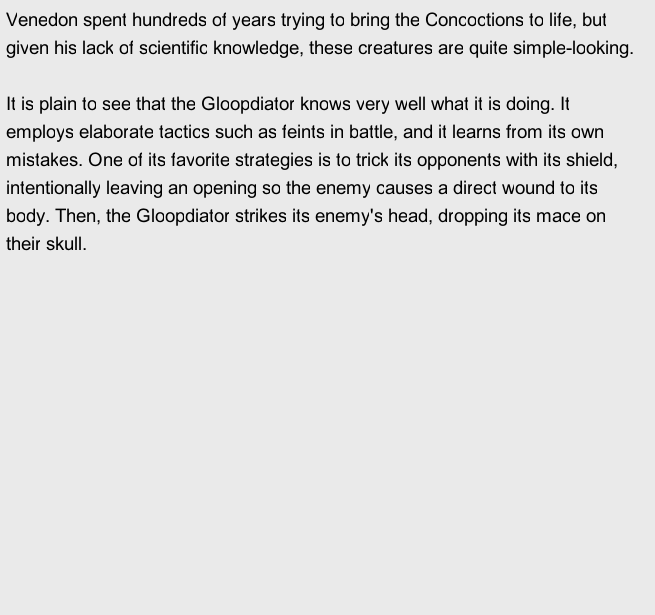 Venedon spent hundreds of years trying to bring the Concoctions to life, but
given his lack of scientific knowledge, these creatures are quite simple-looking.
It is plain to see that the Gloopdiator knows very well what it is doing. It
employs elaborate tactics such as feints in battle, and it learns from its own
mistakes. One of its favorite strategies is to trick its opponents with its shield,
intentionally leaving an opening so the enemy causes a direct wound to its
body. Then, the Gloopdiator strikes its enemy's head, dropping its mace on
their skull.